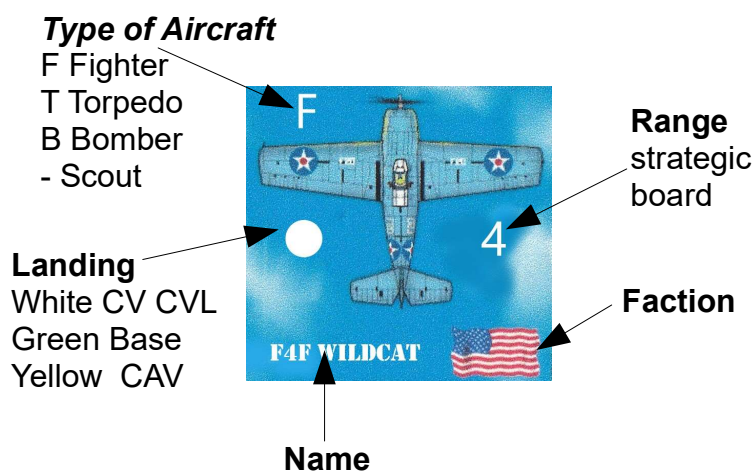 Type of Aircraft
F Fighter
T Torpedo
B Bomber
- Scout
F
Range
strategic
board
4
Landing
White CV CVL
Green Base
Yellow  CAV
Faction
F4F WILDCAT
Name